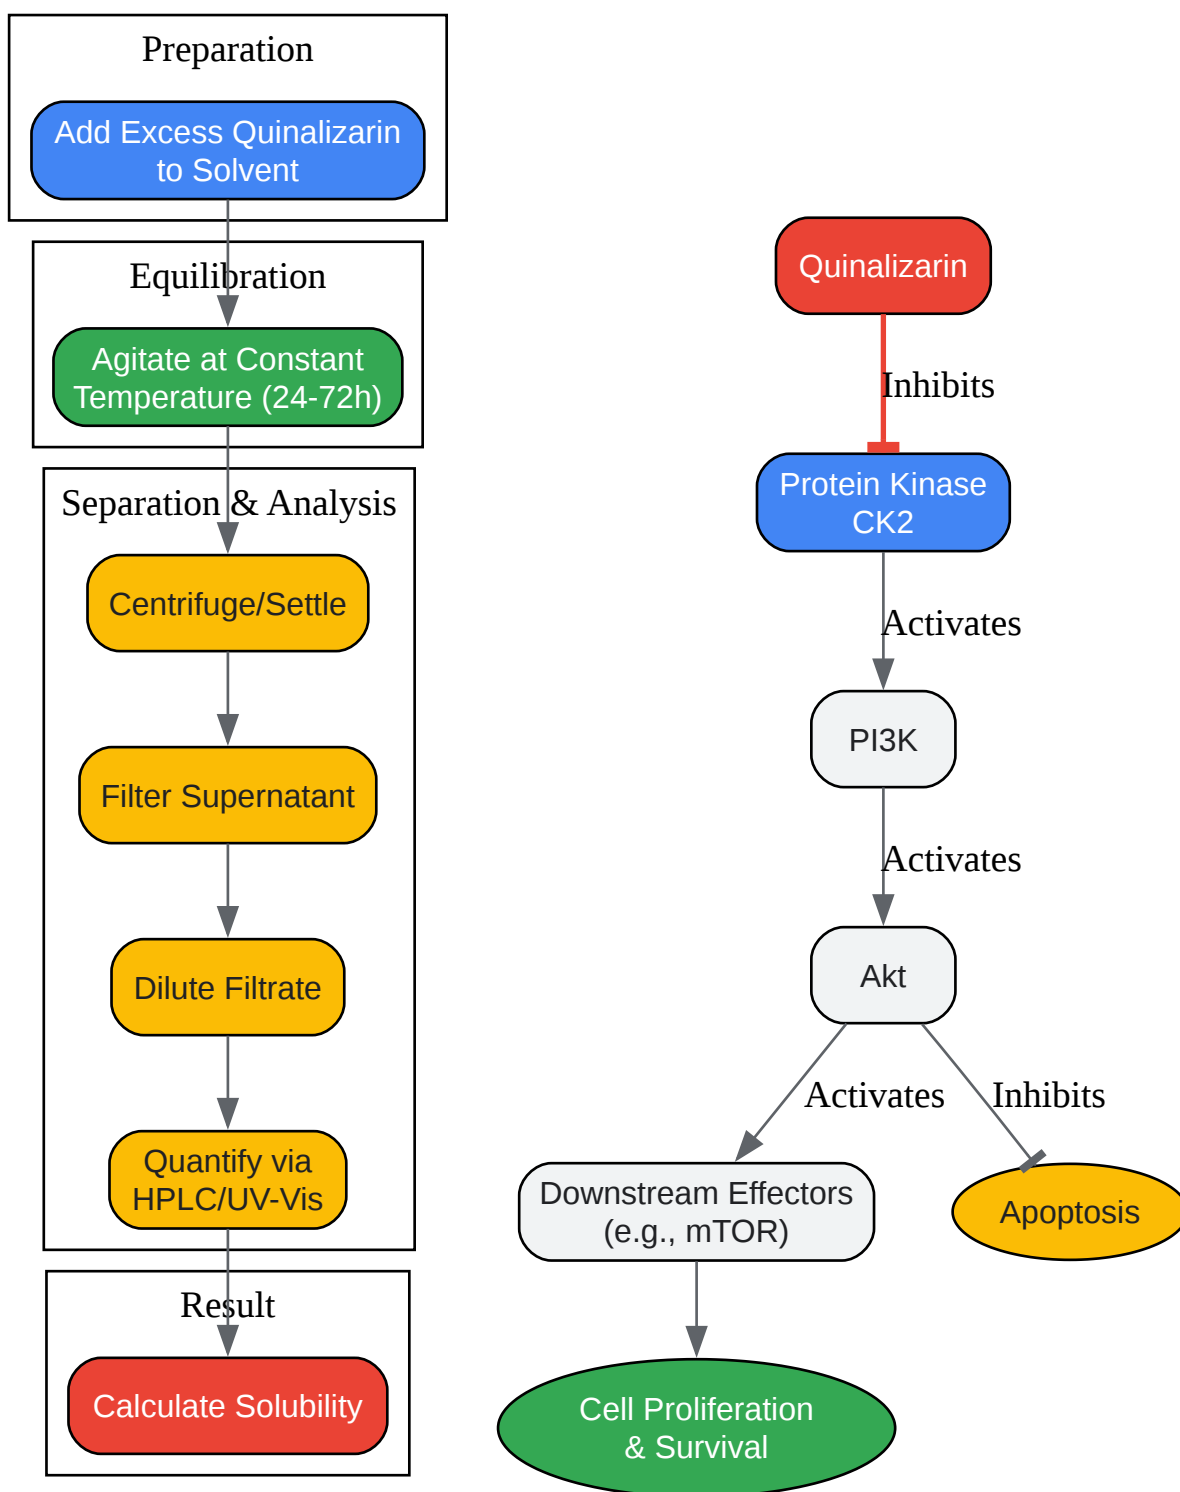 Preparation
Add Excess Quinalizarin
to Solvent
Equilibration
Agitate at Constant
Temperature (24-72h)
Separation & Analysis
Centrifuge/Settle
Filter Supernatant
Dilute Filtrate
Quantify via
HPLC/UV-Vis
Result
Calculate Solubility
Quinalizarin
Inhibits
Protein Kinase
CK2
Activates
PI3K
Activates
Akt
Activates
Inhibits
Downstream Effectors
(e.g., mTOR)
Apoptosis
Cell Proliferation
& Survival